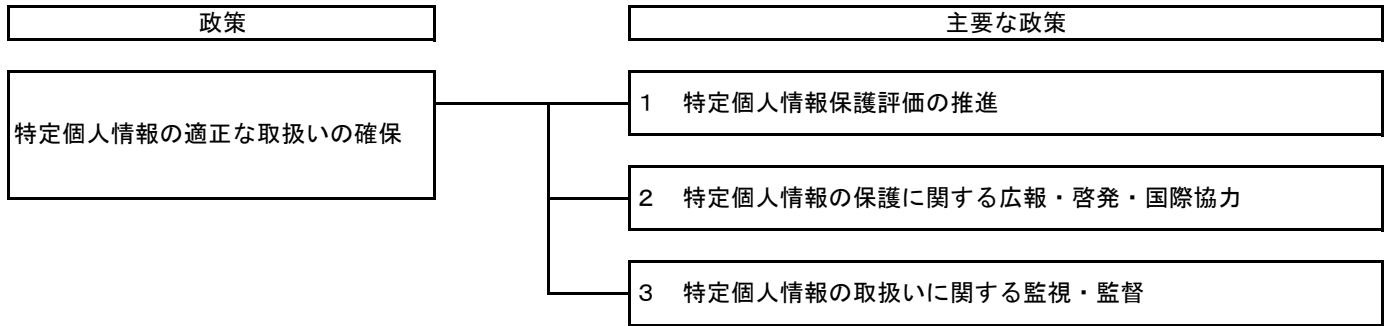 政策
主要な政策
特定個人情報の適正な取扱いの確保
１　特定個人情報保護評価の推進
２　特定個人情報の保護に関する広報・啓発・国際協力
３　特定個人情報の取扱いに関する監視・監督